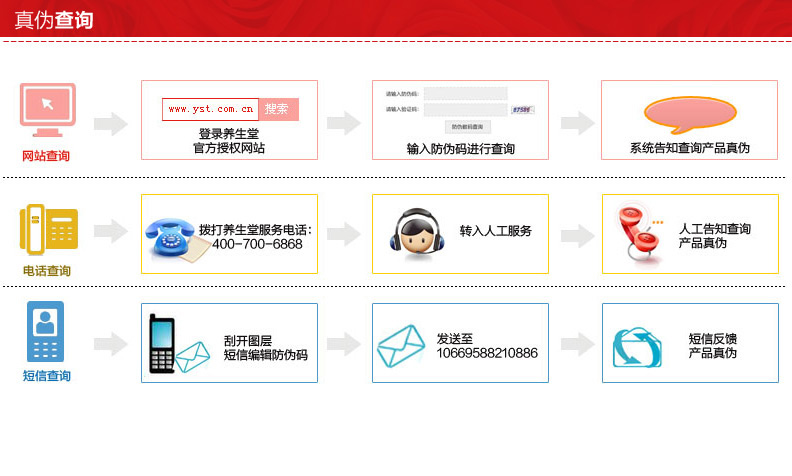 真伪查询
www.yst.com.cn 搜索
登录养生堂
官方授权网站
请输入防伪码：
请输入验证码：
防伪数码查询
输入防伪码进行查询
系统告知查询产品真伪
网站查询
拨打养生堂服务电话：
400-700-6868
转入人工服务
人工告知查询
产品真伪
电话查询
刮开图层
短信编辑防伪码
发送至
10669588210886
短信反馈
产品真伪
短信查询